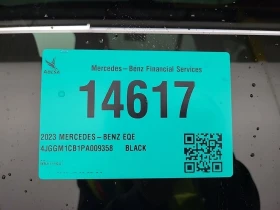 Mercedes-Benz Financial Services
14617
2023 MERCEDES-BENZ EQE
4JGGM1CB1PA009358 BLACK